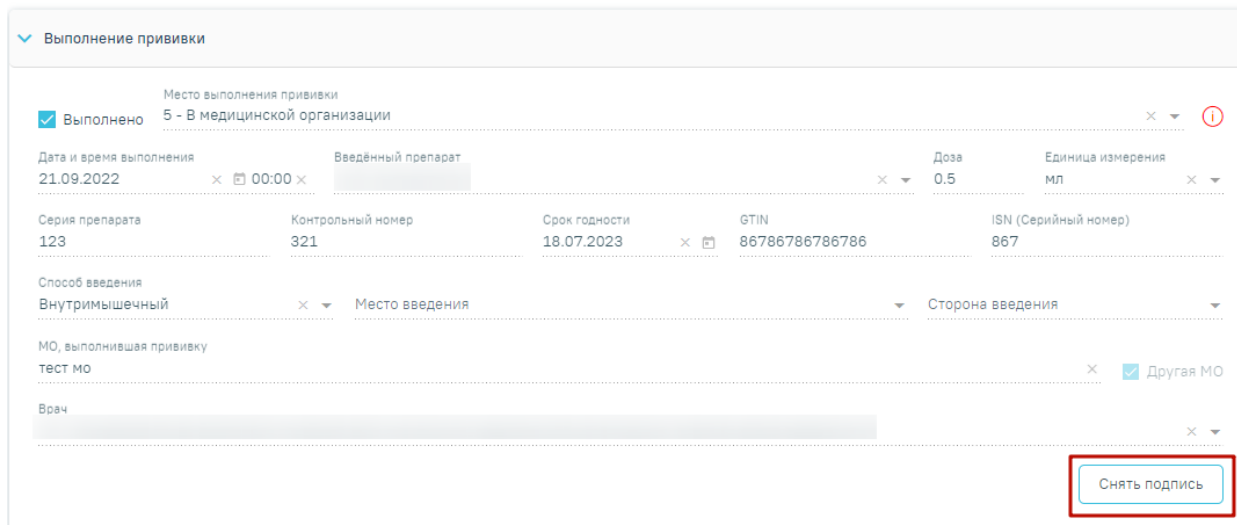 Выполнение прививки
Место выполнения прививки
Выполнено 5 - В медицинской организации
Дата и время выполнения Введённый препарат Доза Единица измерения
21.09.2022 00:00 0.5 мл
Серия препарата Контрольный номер Срок годности GTIN ISN (Серийный номер)
123 321 18.07.2023 86786786786786 867
Способ введения
Внутримышечный Место введения Сторона введения
МО, выполнившая прививку
тест мо Другая МО
Врач
Снять подпись